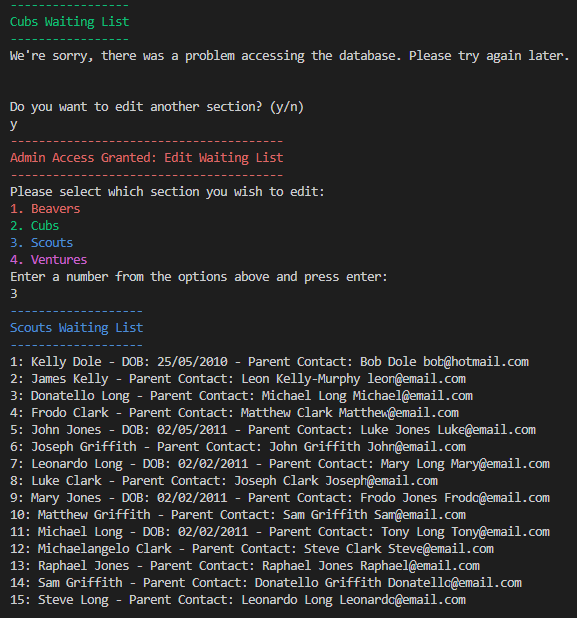 -----------------
Cubs Waiting List
-----------------
We're sorry, there was a problem accessing the database. Please try again later.
Do you want to edit another section? (y/n)
y
---------------------------------------
Admin Access Granted: Edit Waiting List
---------------------------------------
Please select which section you wish to edit:
1. Beavers
2. Cubs
3. Scouts
4. Ventures
Enter a number from the options above and press enter:
3
-------------------
Scouts Waiting List
-------------------
1: Kelly Dole - DOB: 25/05/2010 - Parent Contact: Bob Dole bob@hotmail.com
2: James Kelly - Parent Contact: Leon Kelly-Murphy leon@email.com
3: Donatello Long - Parent Contact: Michael Long Michael@email.com
4: Frodo Clark - Parent Contact: Matthew Clark Matthew@email.com
5: John Jones - DOB: 02/05/2011 - Parent Contact: Luke Jones Luke@email.com
6: Joseph Griffith - Parent Contact: John Griffith John@email.com
7: Leonardo Long - DOB: 02/02/2011 - Parent Contact: Mary Long Mary@email.com
8: Luke Clark - Parent Contact: Joseph Clark Joseph@email.com
9: Mary Jones - DOB: 02/02/2011 - Parent Contact: Frodo Jones Frodo@email.com
10: Matthew Griffith - Parent Contact: Sam Griffith Sam@email.com
11: Michael Long - DOB: 02/02/2011 - Parent Contact: Tony Long Tony@email.com
12: Michaelangelo Clark - Parent Contact: Steve Clark Steve@email.com
13: Raphael Jones - Parent Contact: Raphael Jones Raphael@email.com
14: Sam Griffith - Parent Contact: Donatello Griffith Donatello@email.com
15: Steve Long - Parent Contact: Leonardo Long Leonardo@email.com